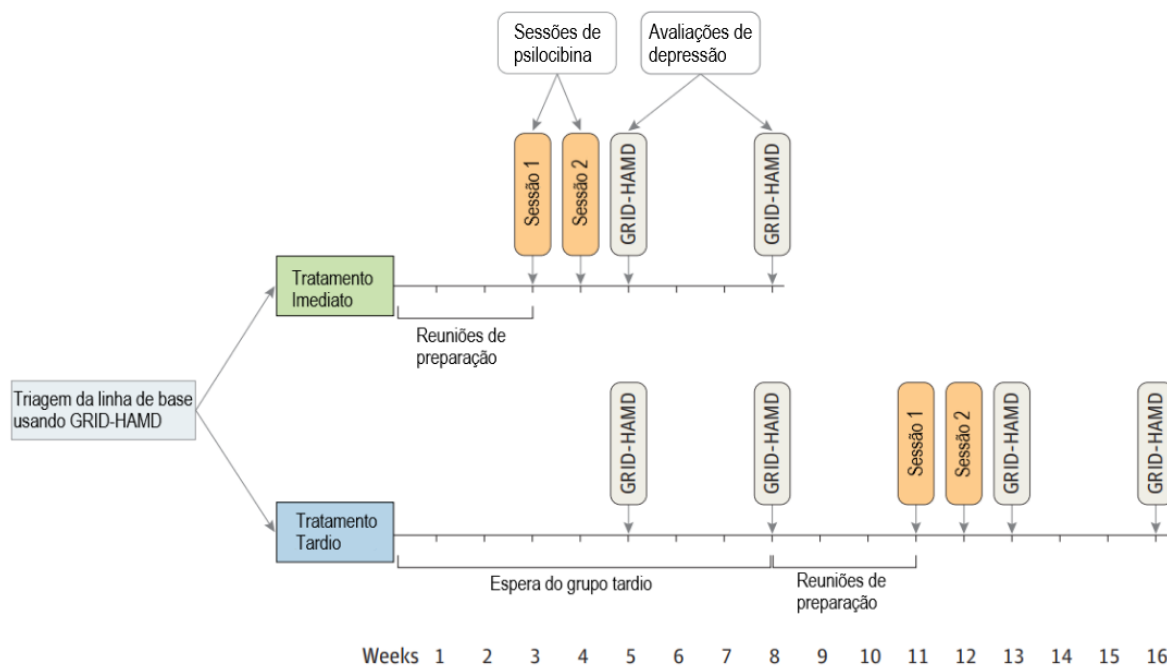 Sessões de
psilocibina
Avaliações de
depressão
Sessão 1
Sessão 2
GRID-HAMD
GRID-HAMD
Tratamento
Imediato
Reuniões de
preparação
Triagem da linha de base
usando GRID-HAMD
GRID-HAMD
GRID-HAMD
Sessão 1
Sessão 2
GRID-HAMD
GRID-HAMD
Tratamento
Tardio
Espera do grupo tardio
Reuniões de
preparação
Weeks 1 2 3 4 5 6 7 8 9 10 11 12 13 14 15 16